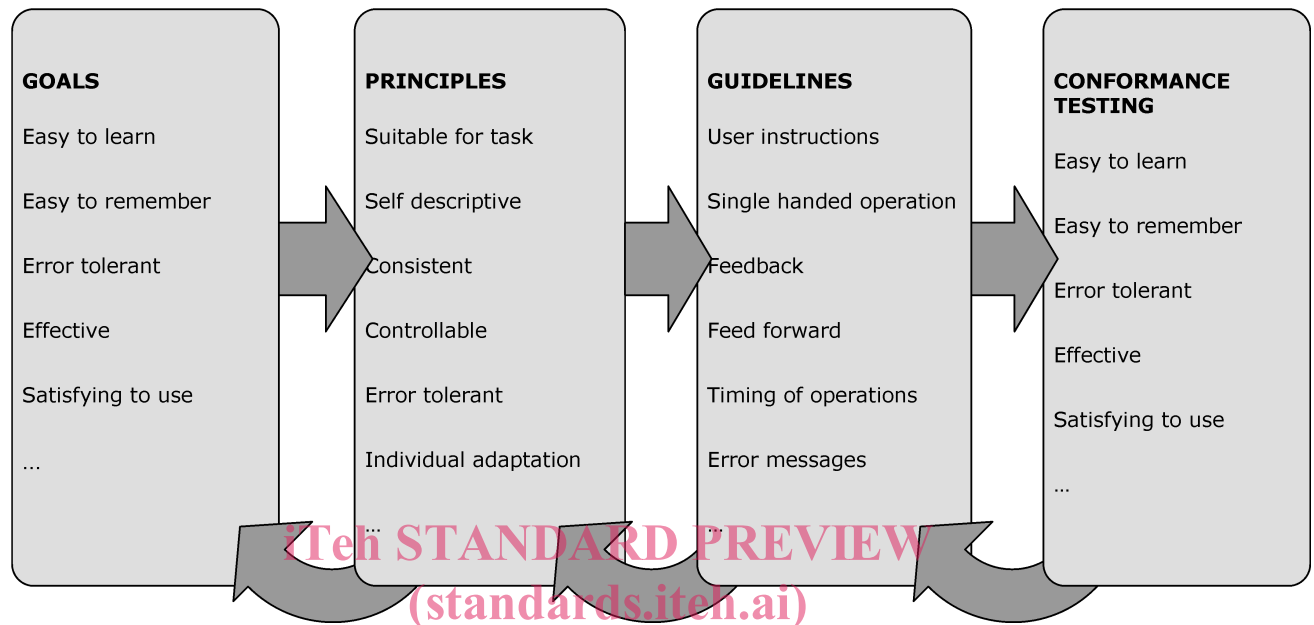 GOALS
Easy to learn
Easy to remember
Error tolerant
Effective
Satisfying to use
...
PRINCIPLES
Suitable for task
Self descriptive
Consistent
Controllable
Error tolerant
Individual adaptation
...
GUIDELINES
User instructions
Single handed operation
Feedback
Feed forward
Timing of operations
Error messages
...
CONFORMANCE
TESTING
Easy to learn
Easy to remember
Error tolerant
Effective
Satisfying to use
...
iTeh STANDARD PREVIEW
(standards.iteh.ai)